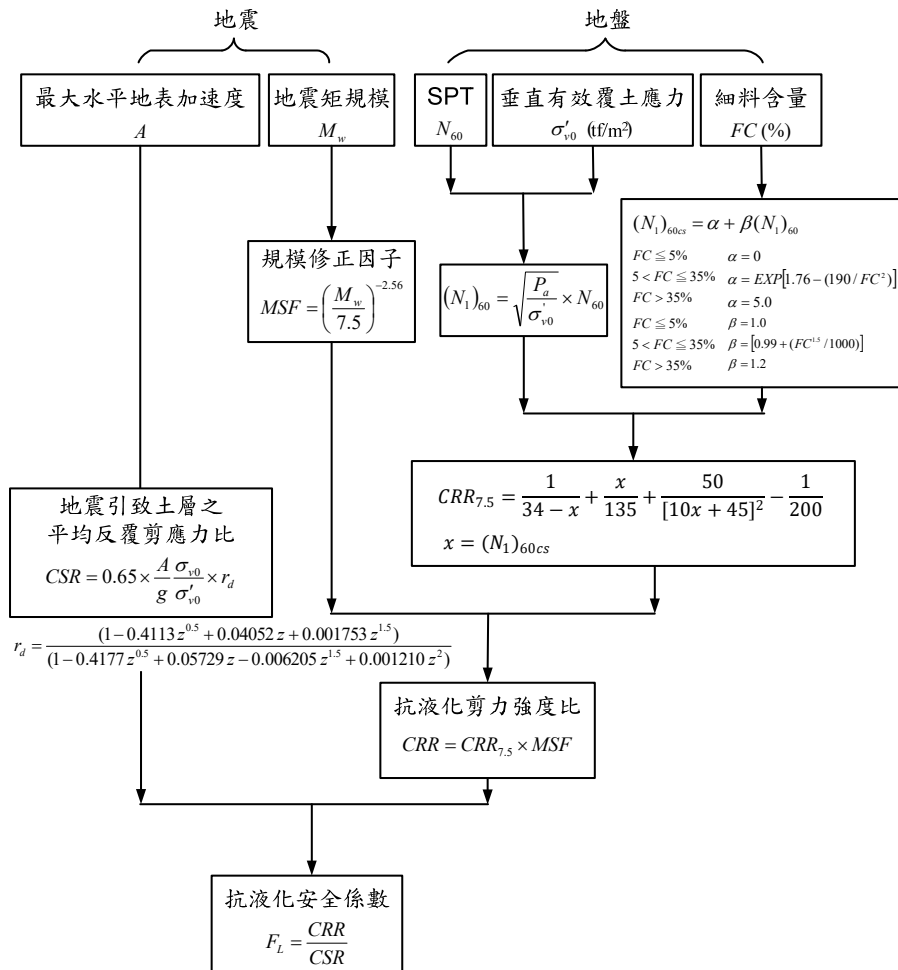 地震
地盤
最大水平地表加速度
A
地震矩規模
M_w
SPT
N_60
垂直有效覆土應力
σ′_v0 (tf/m²)
細料含量
FC (%)
規模修正因子
MSF = (M_w / 7.5)^−2.56
(N_1)_60 = √(P_a / σ'_v0) × N_60
(N_1)_60cs = α + β(N_1)_60
FC ≦ 5% α = 0
5 < FC ≦ 35% α = EXP[1.76 − (190 / FC²)]
FC > 35% α = 5.0
FC ≦ 5% β = 1.0
5 < FC ≦ 35% β = [0.99 + (FC^1.5 / 1000)]
FC > 35% β = 1.2
CRR_7.5 = 1/(34 − x) + x/135 + 50/[10x + 45]² − 1/200
x = (N_1)_60cs
地震引致土層之
平均反覆剪應力比
CSR = 0.65 × A/g σ_v0/σ′_v0 × r_d
r_d = (1 − 0.4113 z^0.5 + 0.04052 z + 0.001753 z^1.5) / (1 − 0.4177 z^0.5 + 0.05729 z − 0.006205 z^1.5 + 0.001210 z²)
抗液化剪力強度比
CRR = CRR_7.5 × MSF
抗液化安全係數
F_L = CRR / CSR